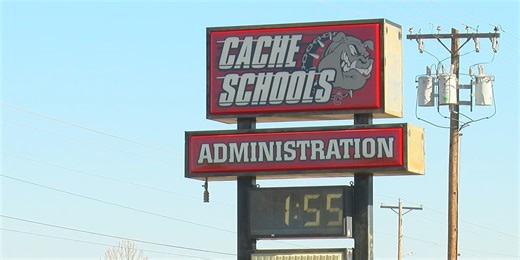 CACHE
SCHOOLS
ADMINISTRATION
1:55